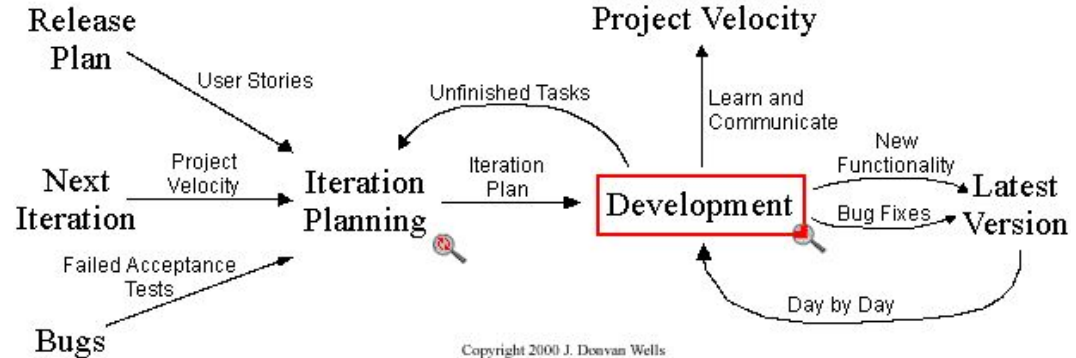 Release
Plan
User Stories
Project Velocity
Unfinished Tasks
Learn and
Communicate
New
Functionality
Next
Iteration
Project
Velocity
Iteration
Planning
Iteration
Plan
Development
Bug Fixes
Latest
Version
Failed Acceptance
Tests
Bugs
Day by Day
Copyright 2000 J. Donvan Wells